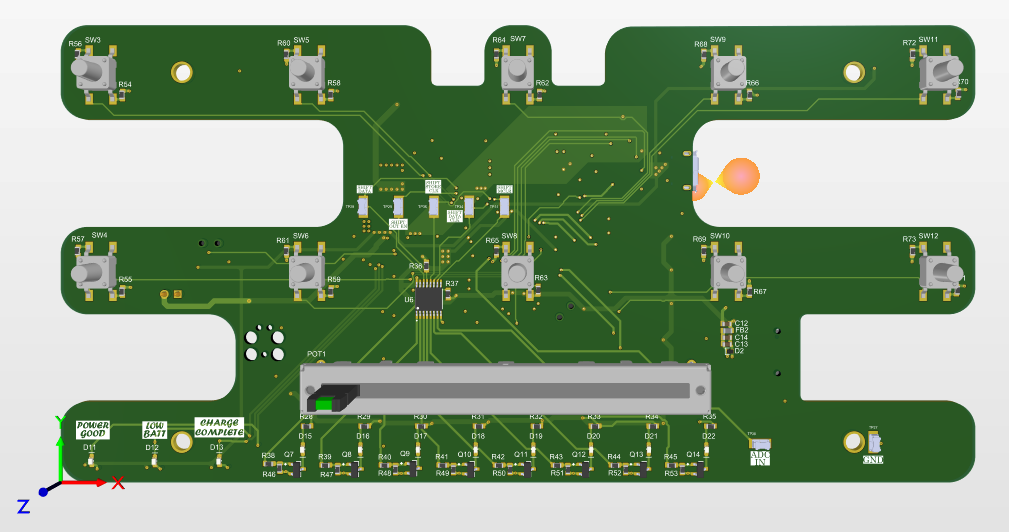 R56 SW3
R60 SW5
R64 SW7
R68 SW9
R72 SW11
R54
R58
R62
R66
R70
R57 SW4
R61 SW6
R65 SW8
R69 SW10
R73 SW12
R55
R59
R36
R37
R63
R67
U6
C12
FB2
C14
C13
D2
POT1
R28 R29 R30 R31 R32 R33 R34 R35
D15 D16 D17 D18 D19 D20 D21 D22
POWER
GOOD
LOW
BATT
CHARGE
COMPLETE
D11 D12 D13
R38 Q7 R39 Q8 R40 Q9 R41 Q10 R42 Q11 R43 Q12 R44 Q13 R45 Q14
R46 R47 R48 R49 R50 R51 R52 R53
ADC
IN
GND
Y
X
Z